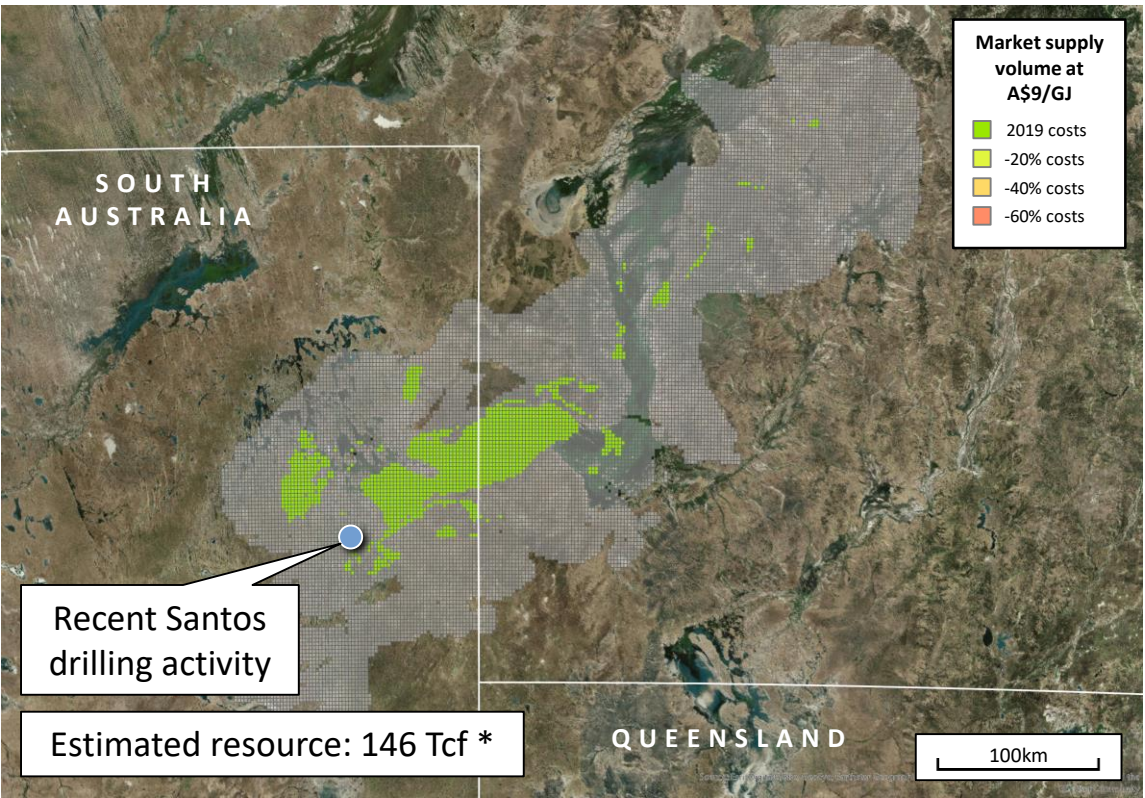 Market supply
volume at
A$9/GJ
2019 costs
-20% costs
-40% costs
-60% costs
SOUTH
AUSTRALIA
Recent Santos
drilling activity
Estimated resource: 146 Tcf *
QUEENSLAND
100km